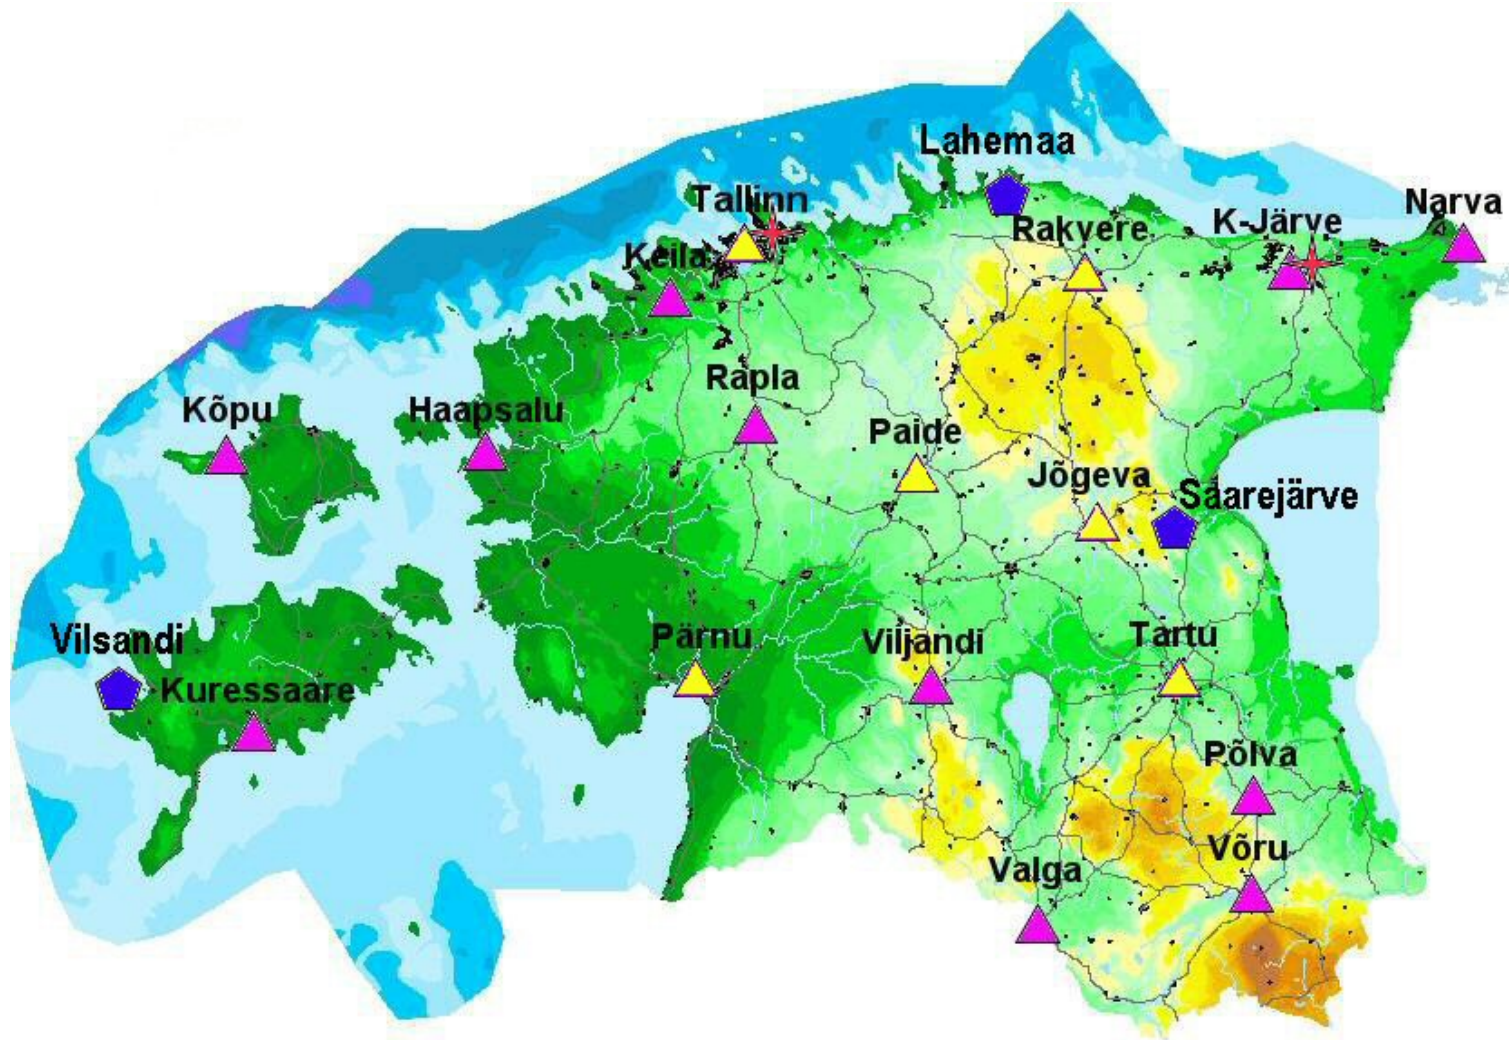 Lahemaa
Tallinn
Narva
K-Järve
Rakvere
Keila
Rapla
Kõpu
Haapsalu
Paide
Jõgeva
Saarejärve
Vilsandi
Pärnu
Viljandi
Tartu
Kuressaare
Põlva
Võru
Valga